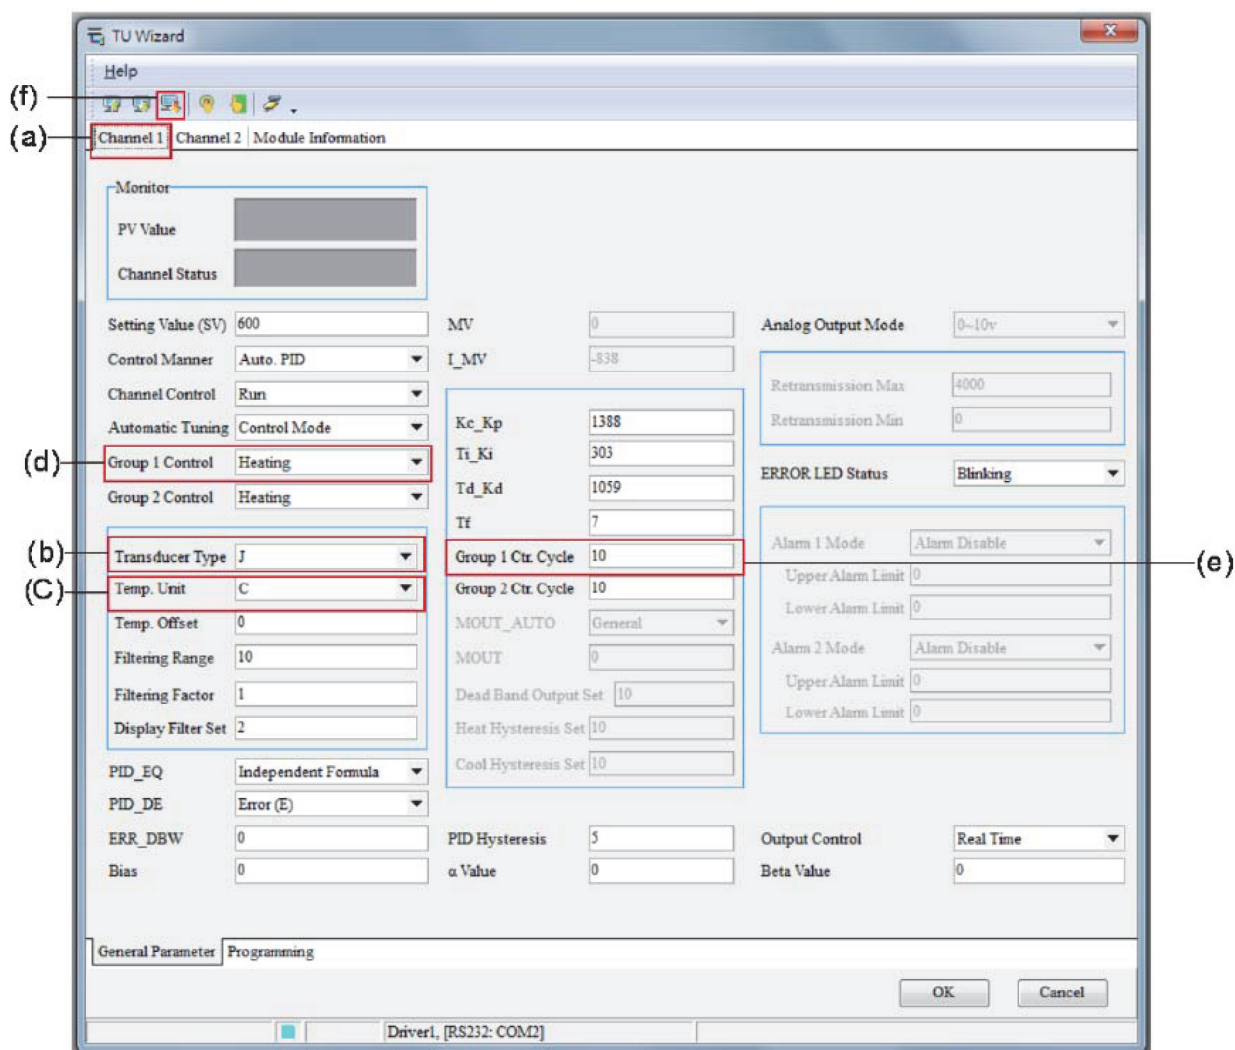 TU Wizard
Help
(f)
(a)
Channel 1 Channel 2 Module Information
Monitor
PV Value
Channel Status
Setting Value (SV) 600
Control Manner Auto. PID
Channel Control Run
Automatic Tuning Control Mode
(d) Group 1 Control Heating
Group 2 Control Heating
(b) Transducer Type J
(C) Temp. Unit C
Temp. Offset 0
Filtering Range 10
Filtering Factor 1
Display Filter Set 2
PID_EQ Independent Formula
PID_DE Error (E)
ERR_DBW 0
Bias 0
MV 0
I_MV -838
Kc_Kp 1388
Ti_Ki 303
Td_Kd 1059
Tf 7
Group 1 Ctr. Cycle 10 (e)
Group 2 Ctr. Cycle 10
MOUT_AUTO General
MOUT 0
Dead Band Output Set 10
Heat Hysteresis Set 10
Cool Hysteresis Set 10
PID Hysteresis 5
α Value 0
Analog Output Mode 0~10v
Retransmission Max 4000
Retransmission Min 0
ERROR LED Status Blinking
Alarm 1 Mode Alarm Disable
Upper Alarm Limit 0
Lower Alarm Limit 0
Alarm 2 Mode Alarm Disable
Upper Alarm Limit 0
Lower Alarm Limit 0
Output Control Real Time
Beta Value 0
General Parameter Programming
OK Cancel
Driver1, [RS232: COM2]